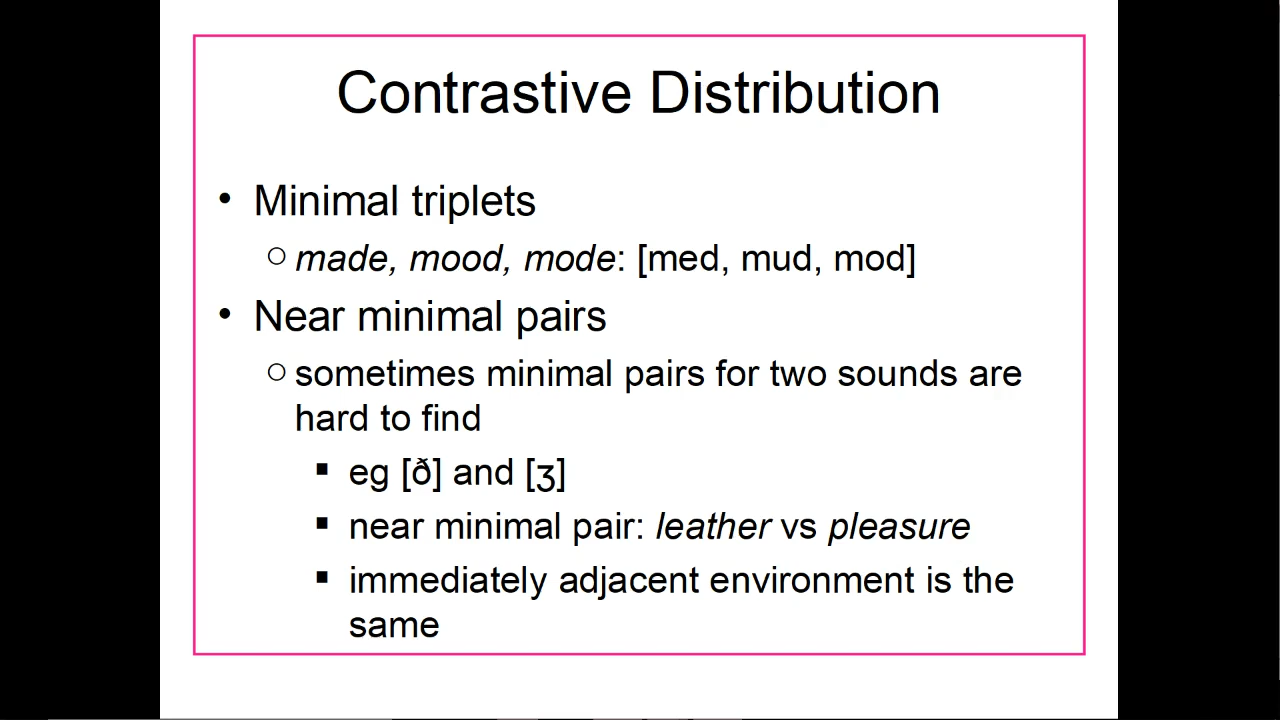 Contrastive Distribution
• Minimal triplets
○ made, mood, mode: [med, mud, mod]
• Near minimal pairs
○ sometimes minimal pairs for two sounds are
hard to find
▪ eg [ð] and [ʒ]
▪ near minimal pair: leather vs pleasure
▪ immediately adjacent environment is the
same